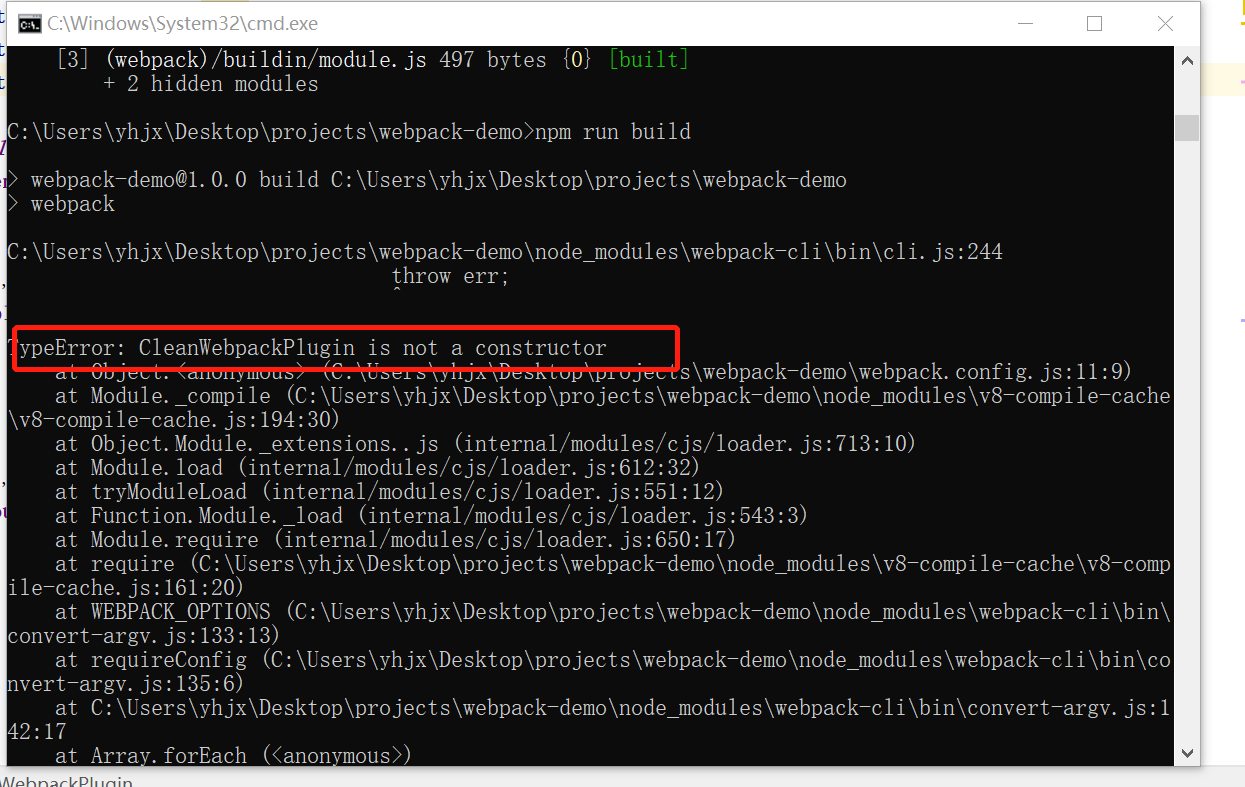 C:\Windows\System32\cmd.exe
[3] (webpack)/buildin/module.js 497 bytes {0} [built]
+ 2 hidden modules
C:\Users\yhjx\Desktop\projects\webpack-demo>npm run build
> webpack-demo@1.0.0 build C:\Users\yhjx\Desktop\projects\webpack-demo
> webpack
C:\Users\yhjx\Desktop\projects\webpack-demo\node_modules\webpack-cli\bin\cli.js:244
throw err;
^
TypeError: CleanWebpackPlugin is not a constructor
at Object.<anonymous> (C:\Users\yhjx\Desktop\projects\webpack-demo\webpack.config.js:11:9)
at Module._compile (C:\Users\yhjx\Desktop\projects\webpack-demo\node_modules\v8-compile-cache
\v8-compile-cache.js:194:30)
at Object.Module._extensions..js (internal/modules/cjs/loader.js:713:10)
at Module.load (internal/modules/cjs/loader.js:612:32)
at tryModuleLoad (internal/modules/cjs/loader.js:551:12)
at Function.Module._load (internal/modules/cjs/loader.js:543:3)
at Module.require (internal/modules/cjs/loader.js:650:17)
at require (C:\Users\yhjx\Desktop\projects\webpack-demo\node_modules\v8-compile-cache\v8-comp
ile-cache.js:161:20)
at WEBPACK_OPTIONS (C:\Users\yhjx\Desktop\projects\webpack-demo\node_modules\webpack-cli\bin\
convert-argv.js:133:13)
at requireConfig (C:\Users\yhjx\Desktop\projects\webpack-demo\node_modules\webpack-cli\bin\co
nvert-argv.js:135:6)
at C:\Users\yhjx\Desktop\projects\webpack-demo\node_modules\webpack-cli\bin\convert-argv.js:1
42:17
at Array.forEach (<anonymous>)
WebpackPlugin